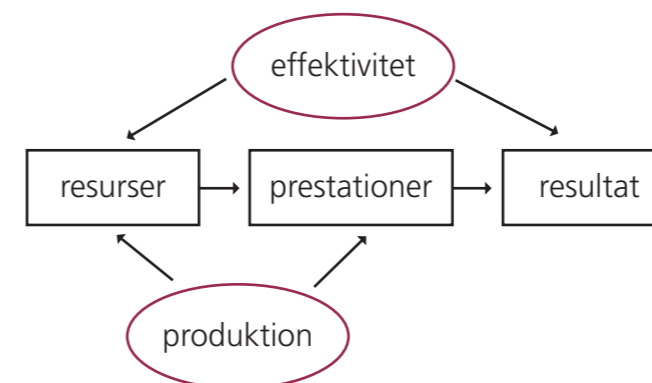 effektivitet
resurser
prestationer
resultat
produktion